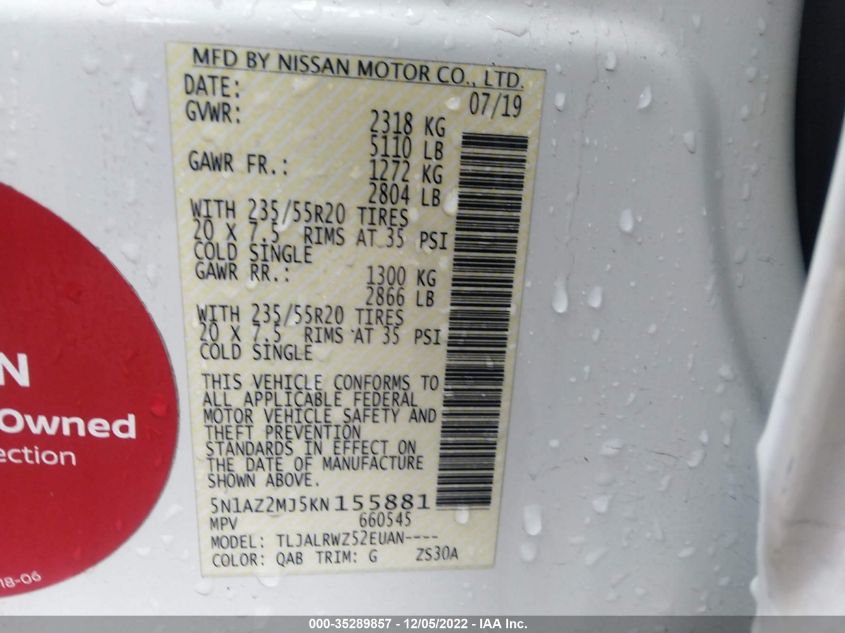 MFD BY NISSAN MOTOR CO., LTD.
DATE: 07/19
GVWR: 2318 KG
5110 LB
GAWR FR.: 1272 KG
2804 LB
WITH 235/55R20 TIRES
20 X 7.5 RIMS AT 35 PSI
COLD SINGLE
GAWR RR.: 1300 KG
2866 LB
WITH 235/55R20 TIRES
20 X 7.5 RIMS AT 35 PSI
COLD SINGLE
THIS VEHICLE CONFORMS TO
ALL APPLICABLE FEDERAL
MOTOR VEHICLE SAFETY AND
THEFT PREVENTION
STANDARDS IN EFFECT ON
THE DATE OF MANUFACTURE
SHOWN ABOVE.
5N1AZ2MJ5KN155881
MPV 660545
MODEL: TLJALRWZ52EUAN----
COLOR: QAB TRIM: G ZS30A
N
Owned
ection
18-06
000-35289857 - 12/05/2022 - IAA Inc.